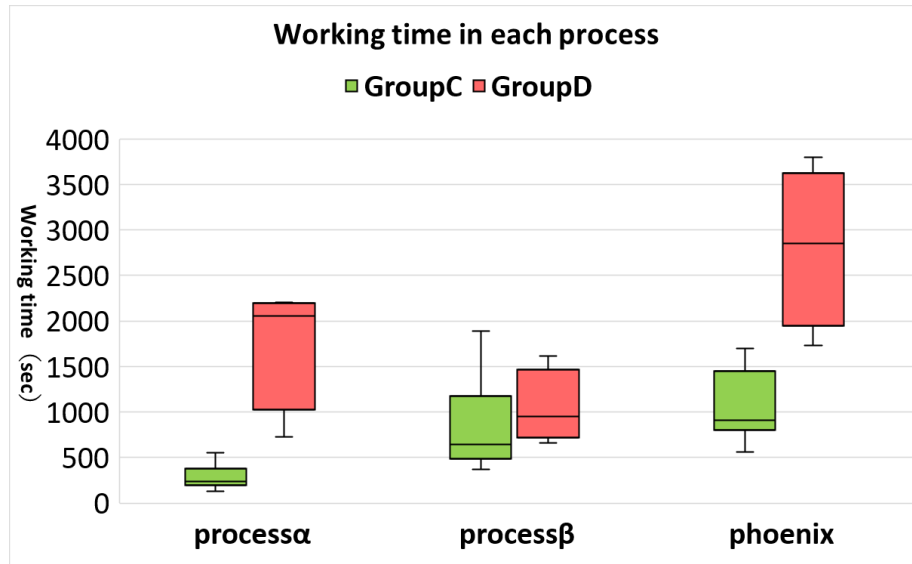 Working time in each process
GroupC GroupD
4000
3500
3000
2500
2000
1500
1000
500
0
Working time （sec）
processα processβ phoenix